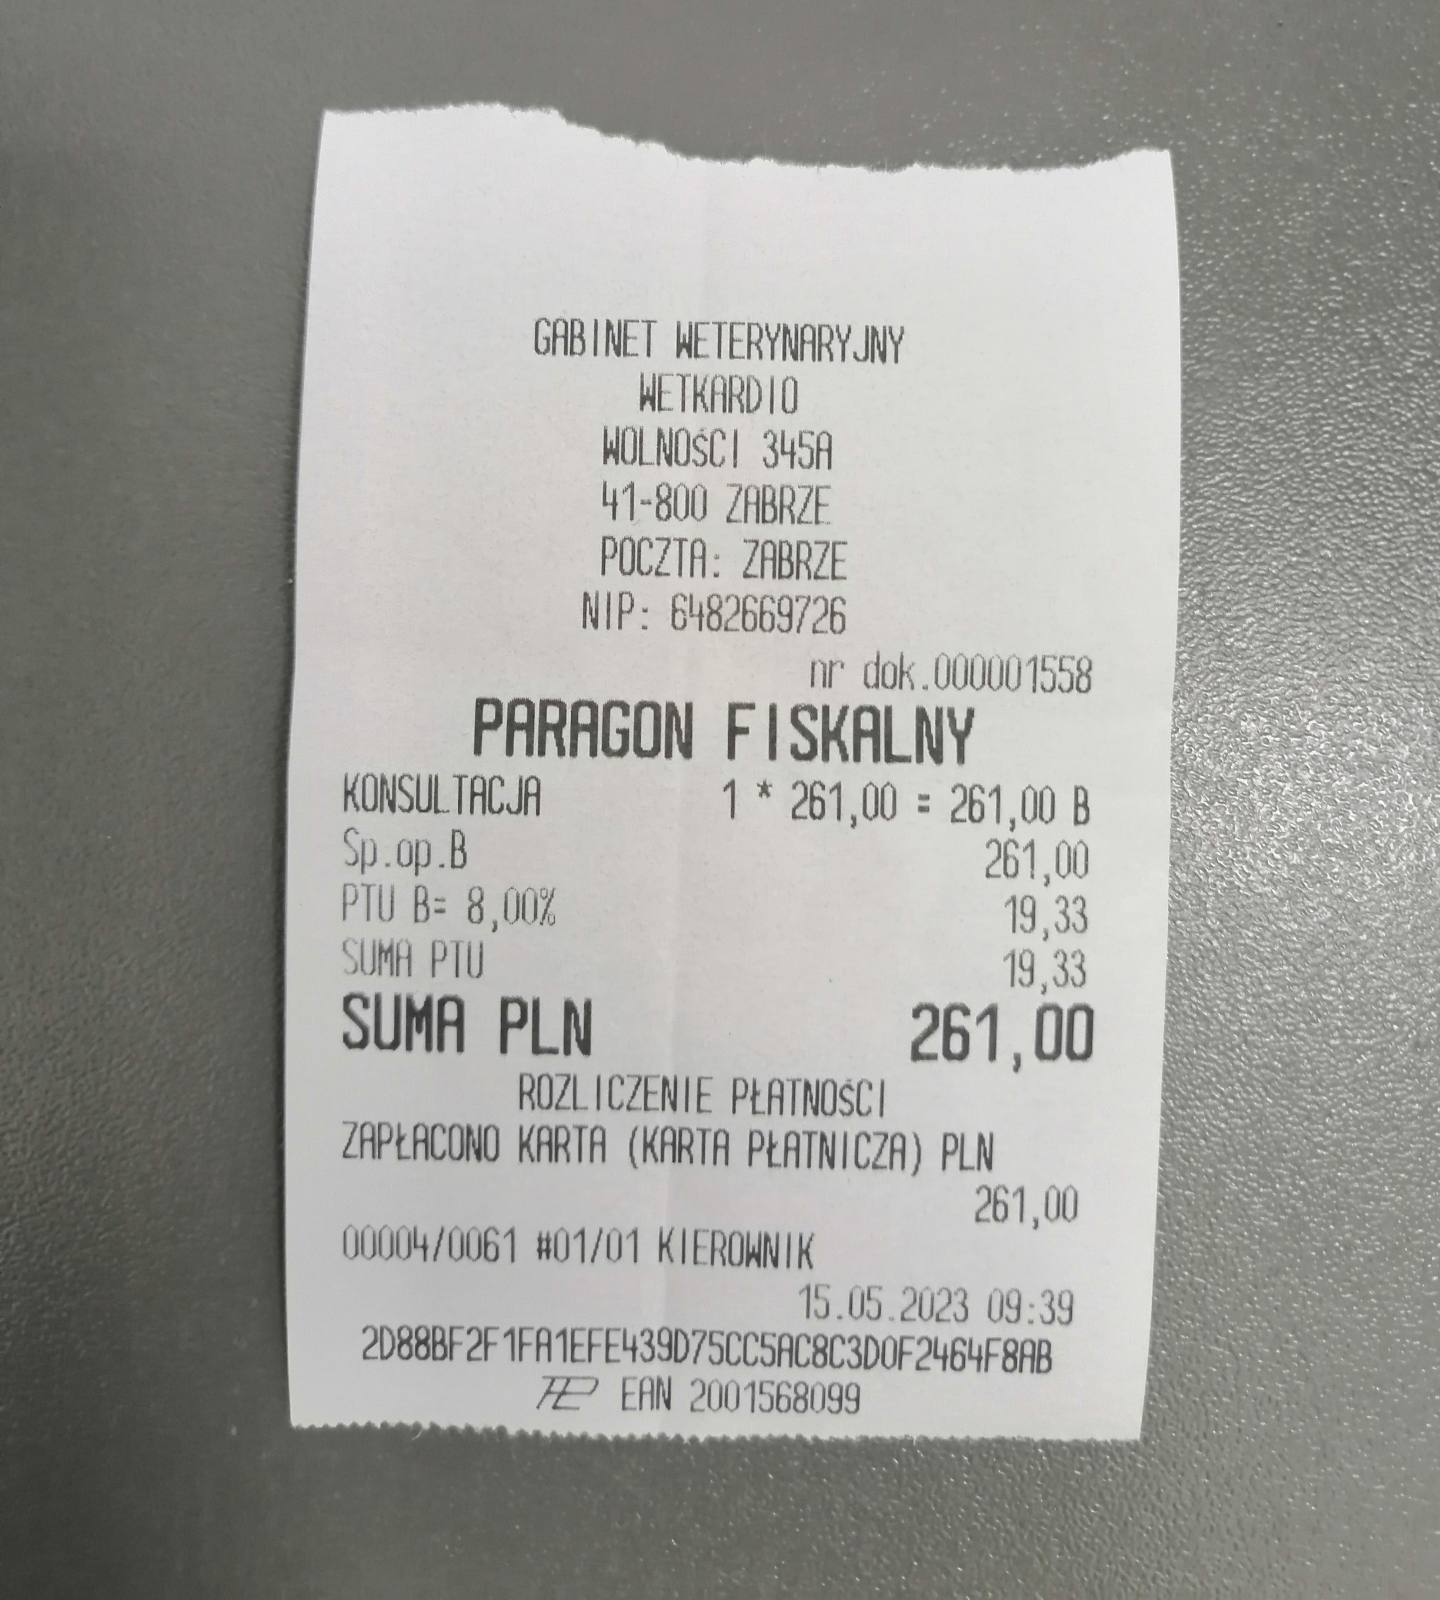 GABINET WETERYNARYJNY
WETKARDIO
WOLNOŚCI 345A
41-800 ZABRZE
POCZTA: ZABRZE
NIP: 6482669726
nr dok.000001558
PARAGON FISKALNY
KONSULTACJA 1 * 261,00 = 261,00 B
Sp.op.B 261,00
PTU B= 8,00% 19,33
SUMA PTU 19,33
SUMA PLN 261,00
ROZLICZENIE PŁATNOŚCI
ZAPŁACONO KARTA (KARTA PŁATNICZA) PLN
261,00
00004/0061 #01/01 KIEROWNIK
15.05.2023 09:39
2D88BF2F1FA1EFE439D75CC5AC8C3D0F2464F8AB
EAN 2001568099